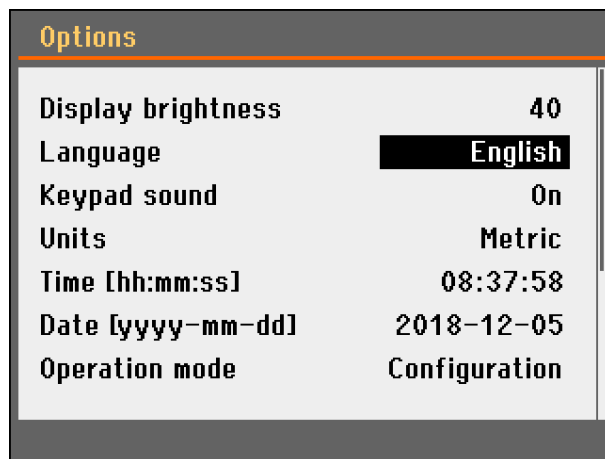 Options
Display brightness 40
Language English
Keypad sound On
Units Metric
Time [hh:mm:ss] 08:37:58
Date [yyyy-mm-dd] 2018-12-05
Operation mode Configuration